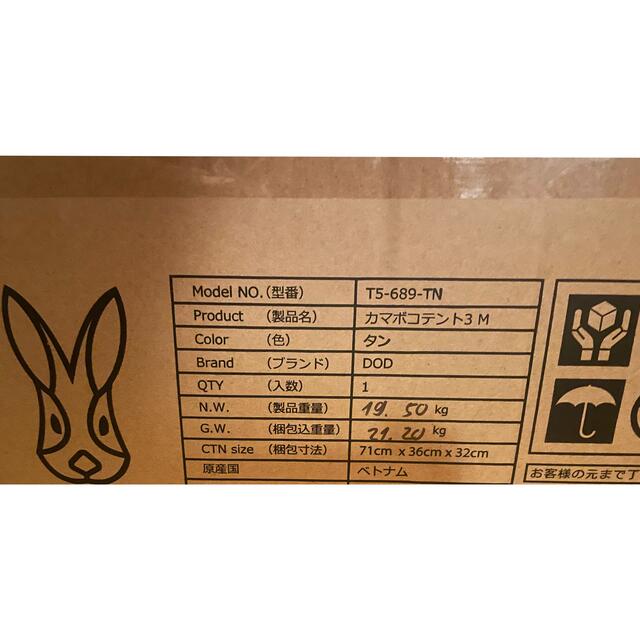 Model NO.(型番) T5-689-TN
Product (製品名) カマボコテント3 M
Color (色) タン
Brand (ブランド) DOD
QTY (入数) 1
N.W. (製品重量) 19.50 kg
G.W. (梱包込重量) 21.20 kg
CTN size (梱包寸法) 71cm x 36cm x 32cm
原産国 ベトナム
お客様の元まで丁